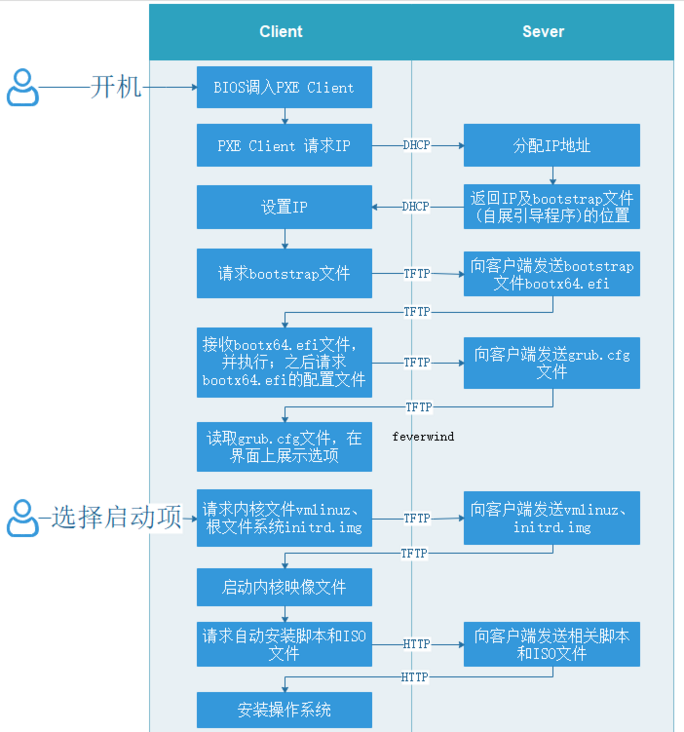 Client
Sever
开机
BIOS调入PXE Client
PXE Client 请求IP
DHCP
分配IP地址
设置IP
DHCP
返回IP及bootstrap文件
(自展引导程序)的位置
请求bootstrap文件
TFTP
向客户端发送bootstrap
文件bootx64.efi
TFTP
接收bootx64.efi文件，
并执行；之后请求
bootx64.efi的配置文件
TFTP
向客户端发送grub.cfg
文件
TFTP
读取grub.cfg文件，在
界面上展示选项
feverwind
选择启动项
请求内核文件vmlinuz、
根文件系统initrd.img
TFTP
向客户端发送vmlinuz、
initrd.img
TFTP
启动内核映像文件
请求自动安装脚本和ISO
文件
HTTP
向客户端发送相关脚本
和ISO文件
HTTP
安装操作系统